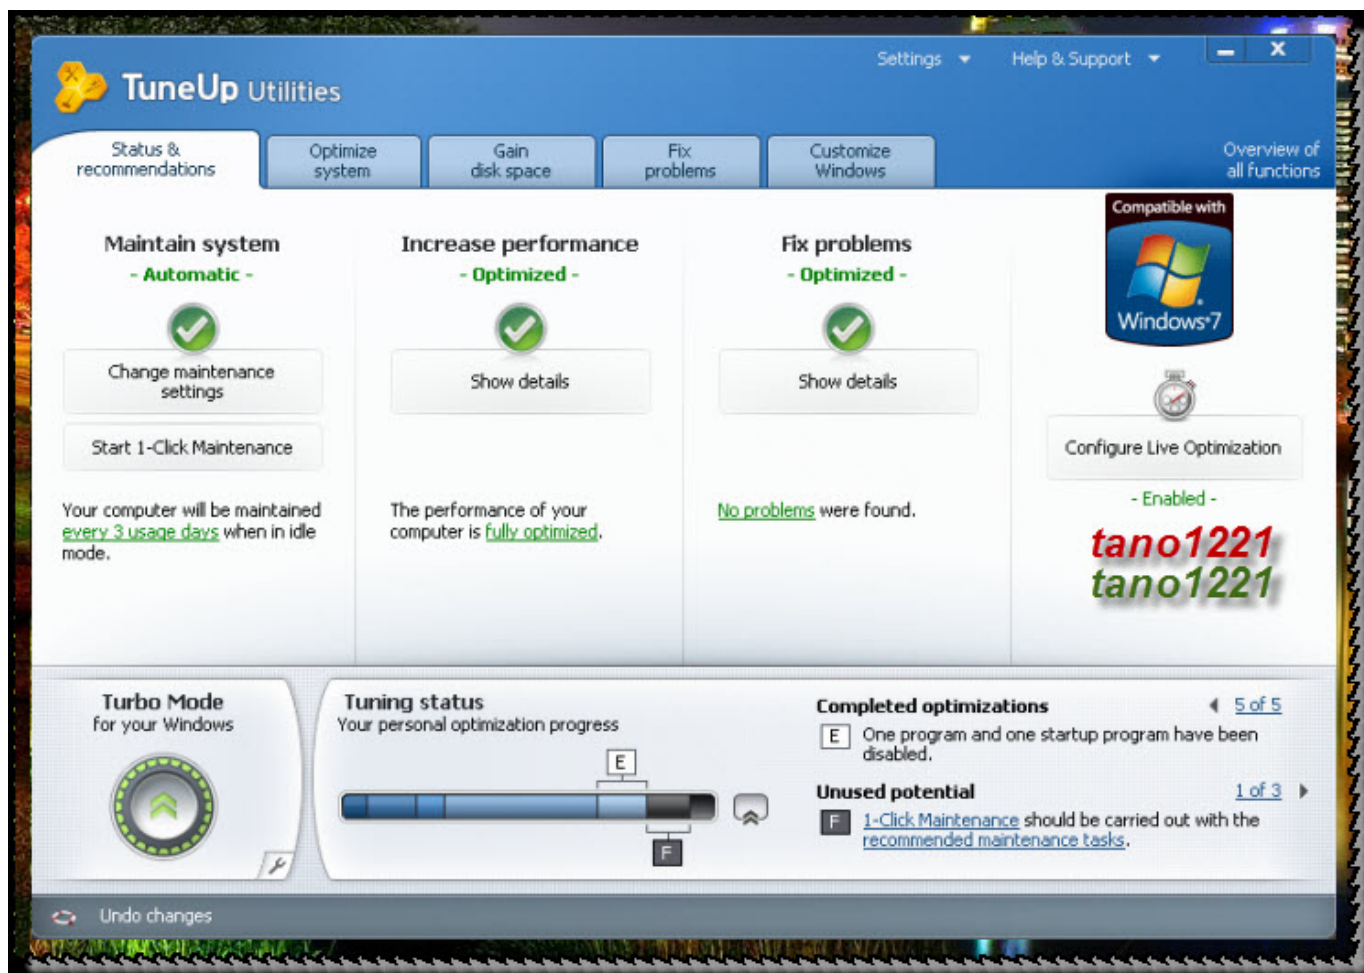 Settings
Help & Support
TuneUp Utilities
Status &
recommendations
Optimize
system
Gain
disk space
Fix
problems
Customize
Windows
Overview of
all functions
Maintain system
- Automatic -
Change maintenance
settings
Start 1-Click Maintenance
Your computer will be maintained
every 3 usage days when in idle
mode.
Increase performance
- Optimized -
Show details
The performance of your
computer is fully optimized.
Fix problems
- Optimized -
Show details
No problems were found.
Compatible with
Windows 7
Configure Live Optimization
- Enabled -
tano1221
tano1221
Turbo Mode
for your Windows
Tuning status
Your personal optimization progress
E
F
Completed optimizations
5 of 5
E One program and one startup program have been
disabled.
Unused potential
1 of 3
F 1-Click Maintenance should be carried out with the
recommended maintenance tasks.
Undo changes